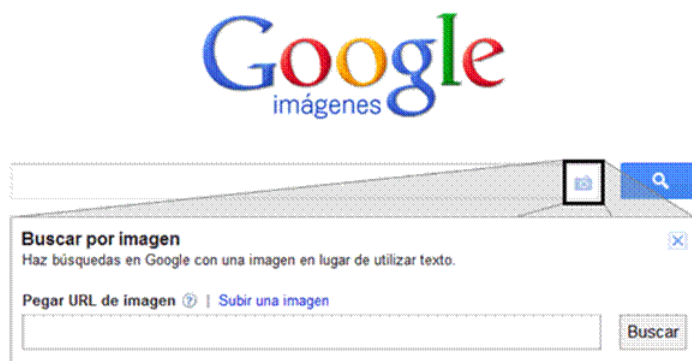 Google
imágenes
Buscar por imagen
Haz búsquedas en Google con una imagen en lugar de utilizar texto.
Pegar URL de imagen ? | Subir una imagen
Buscar